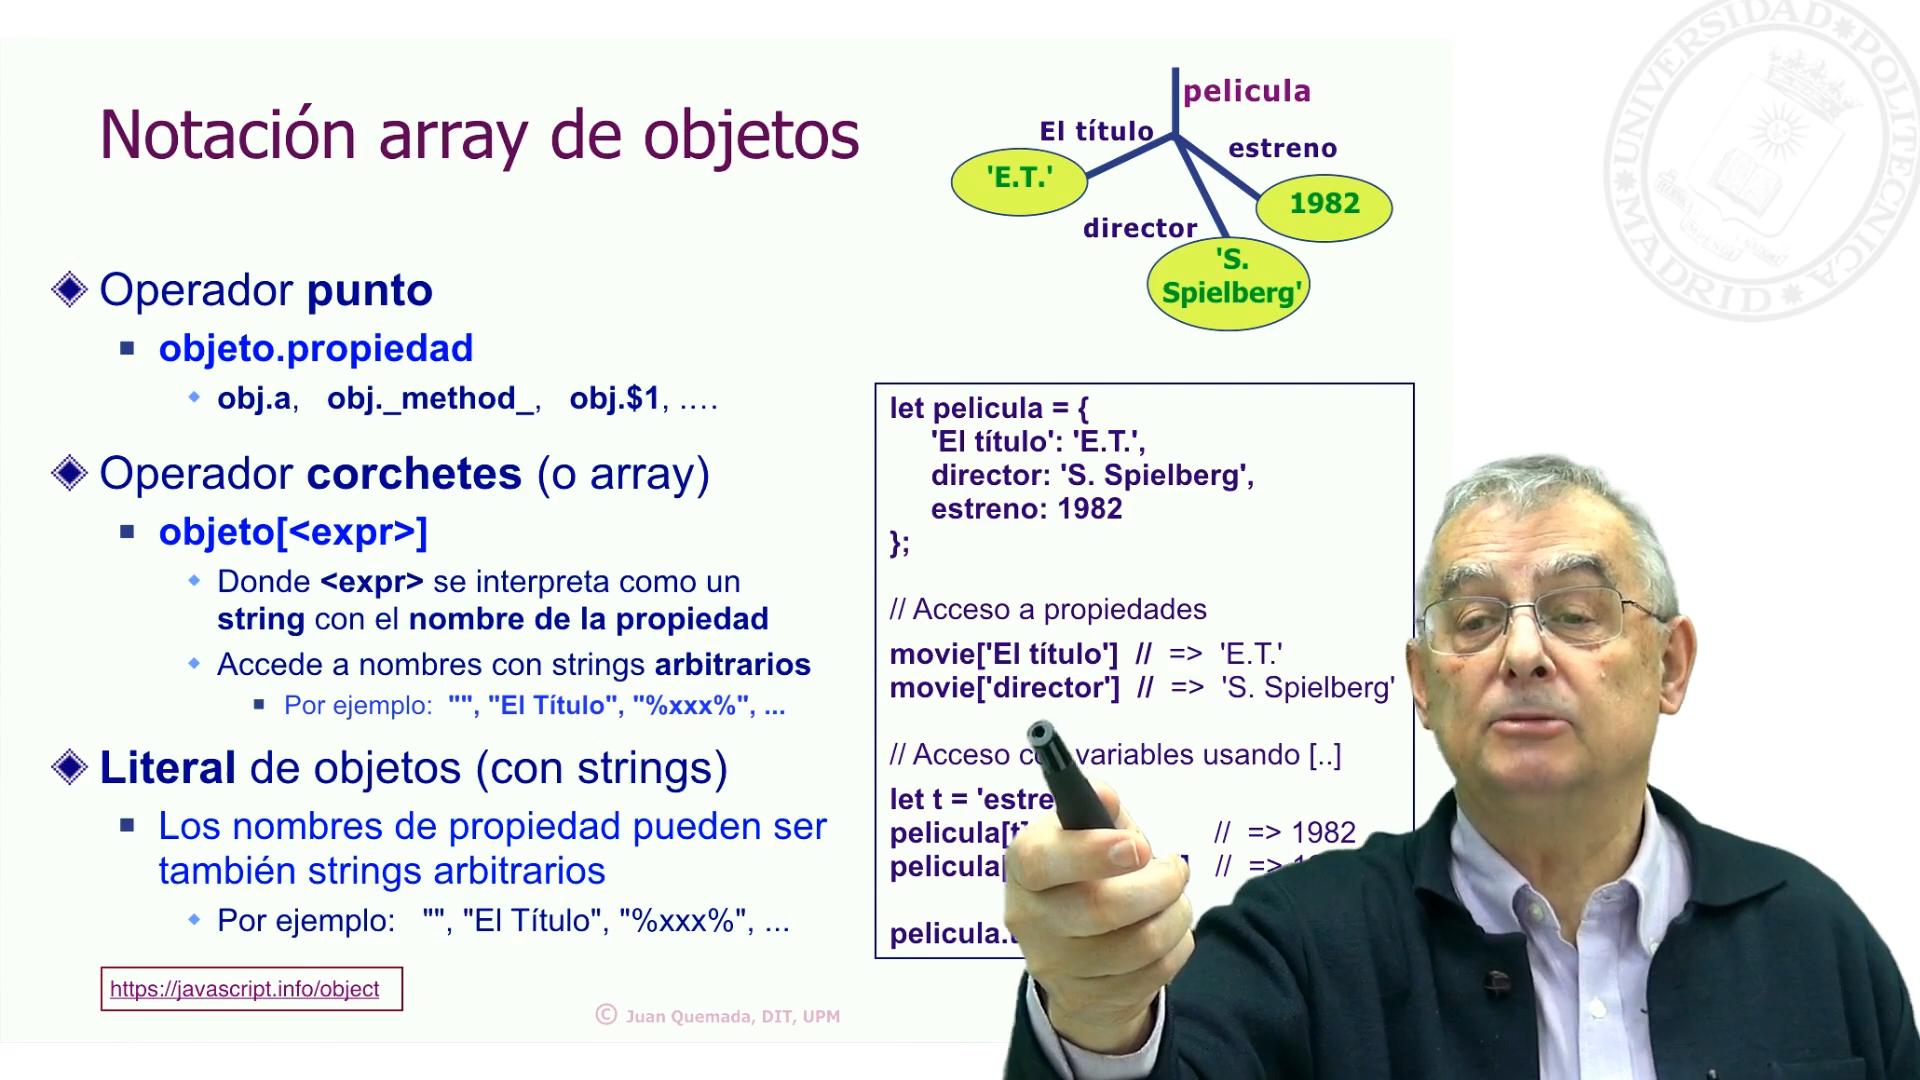 Notación array de objetos
pelicula
El título
estreno
'E.T.'
1982
director
'S.
Spielberg'
Operador punto
objeto.propiedad
obj.a, obj._method_, obj.$1, ....
Operador corchetes (o array)
objeto[<expr>]
Donde <expr> se interpreta como un
string con el nombre de la propiedad
Accede a nombres con strings arbitrarios
Por ejemplo: "", "El Título", "%xxx%", ...
Literal de objetos (con strings)
Los nombres de propiedad pueden ser
también strings arbitrarios
Por ejemplo: "", "El Título", "%xxx%", ...
https://javascript.info/object
© Juan Quemada, DIT, UPM
let pelicula = {
'El título': 'E.T.',
director: 'S. Spielberg',
estreno: 1982
};
// Acceso a propiedades
movie['El título'] // => 'E.T.'
movie['director'] // => 'S. Spielberg'
// Acceso variables usando [..]
let t =
pelicula[t] // => 1982
pelicula[ ] // =>
pelicula.
UNIVERSIDAD POLITECNICA
MADRID